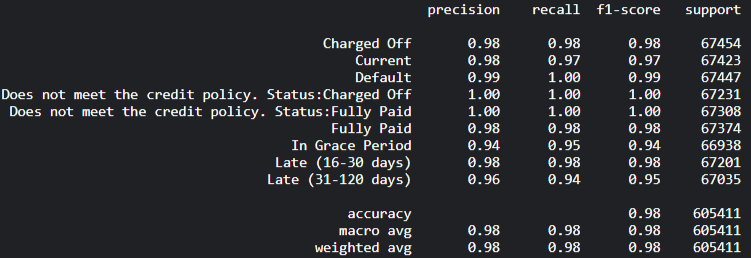 precision recall f1-score support
Charged Off 0.98 0.98 0.98 67454
Current 0.98 0.97 0.97 67423
Default 0.99 1.00 0.99 67447
Does not meet the credit policy. Status:Charged Off 1.00 1.00 1.00 67231
Does not meet the credit policy. Status:Fully Paid 1.00 1.00 1.00 67308
Fully Paid 0.98 0.98 0.98 67374
In Grace Period 0.94 0.95 0.94 66938
Late (16-30 days) 0.98 0.98 0.98 67201
Late (31-120 days) 0.96 0.94 0.95 67035
accuracy 0.98 605411
macro avg 0.98 0.98 0.98 605411
weighted avg 0.98 0.98 0.98 605411